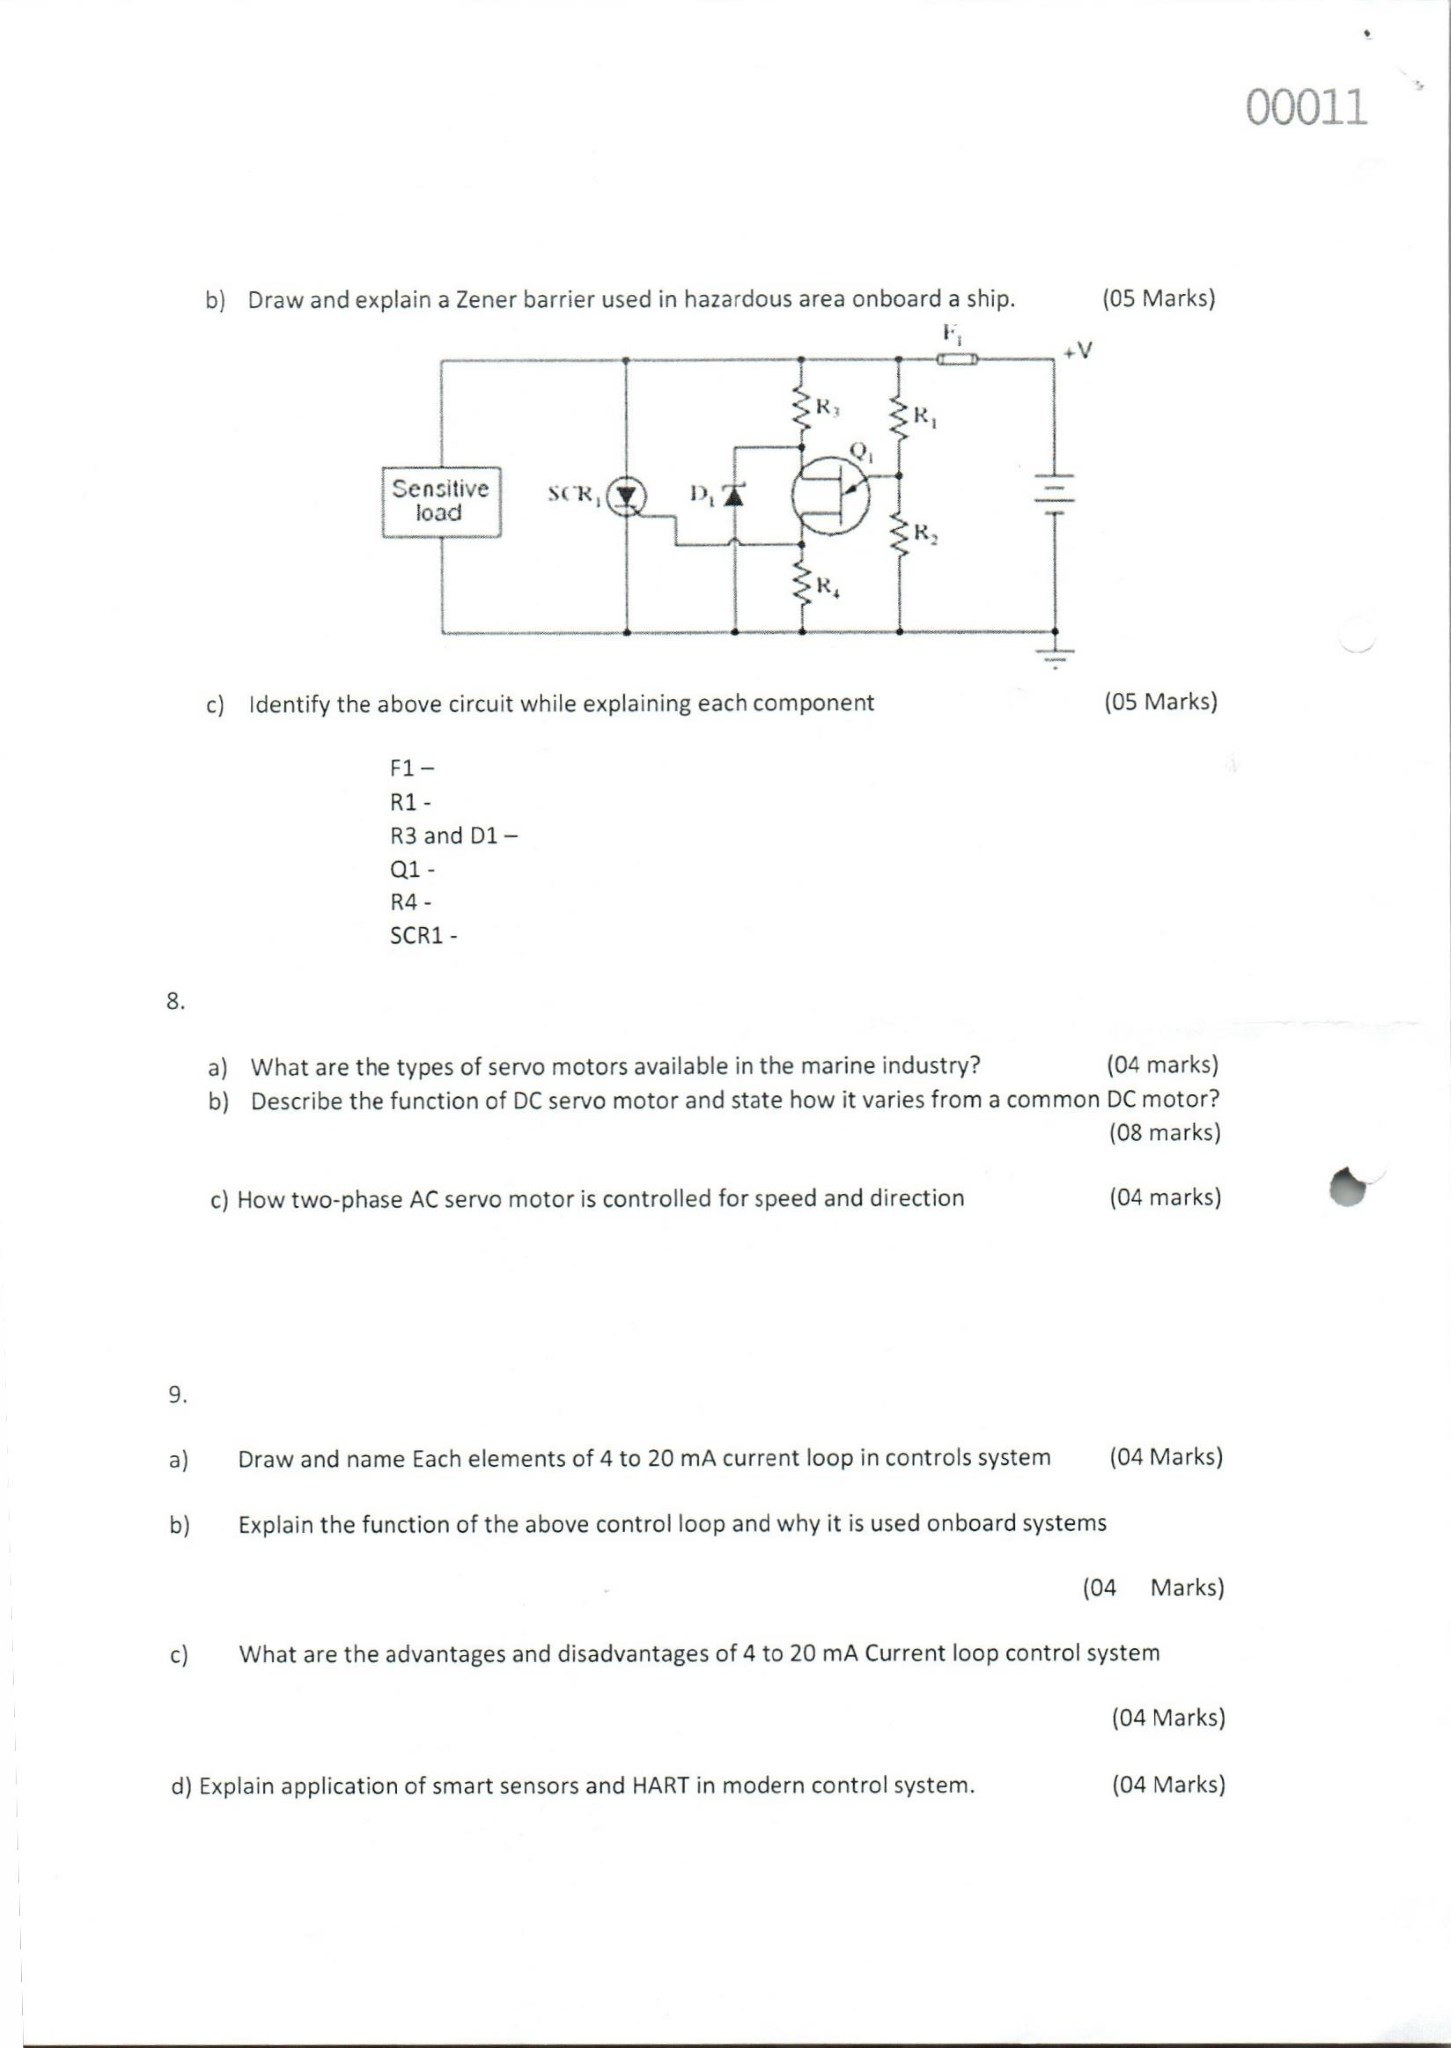 00011
b) Draw and explain a Zener barrier used in hazardous area onboard a ship. (05 Marks)
F1
+V
R3
R1
Q1
Sensitive
load
SCR1
D1
R2
R4
c) Identify the above circuit while explaining each component (05 Marks)
F1 –
R1 -
R3 and D1 –
Q1 -
R4 -
SCR1 -
8.
a) What are the types of servo motors available in the marine industry? (04 marks)
b) Describe the function of DC servo motor and state how it varies from a common DC motor?
(08 marks)
c) How two-phase AC servo motor is controlled for speed and direction (04 marks)
9.
a) Draw and name Each elements of 4 to 20 mA current loop in controls system (04 Marks)
b) Explain the function of the above control loop and why it is used onboard systems
(04 Marks)
c) What are the advantages and disadvantages of 4 to 20 mA Current loop control system
(04 Marks)
d) Explain application of smart sensors and HART in modern control system. (04 Marks)